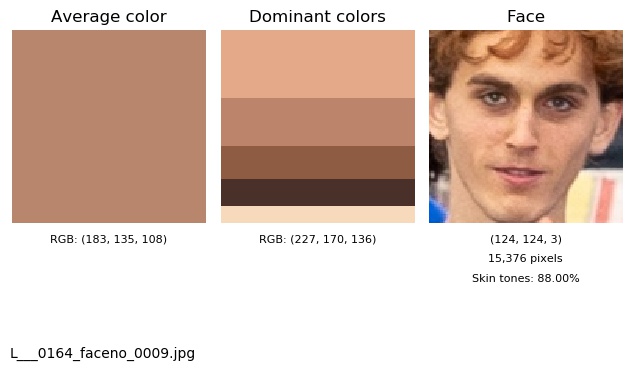 Average color
Dominant colors
Face
RGB: (183, 135, 108)
RGB: (227, 170, 136)
(124, 124, 3)
15,376 pixels
Skin tones: 88.00%
L___0164_faceno_0009.jpg